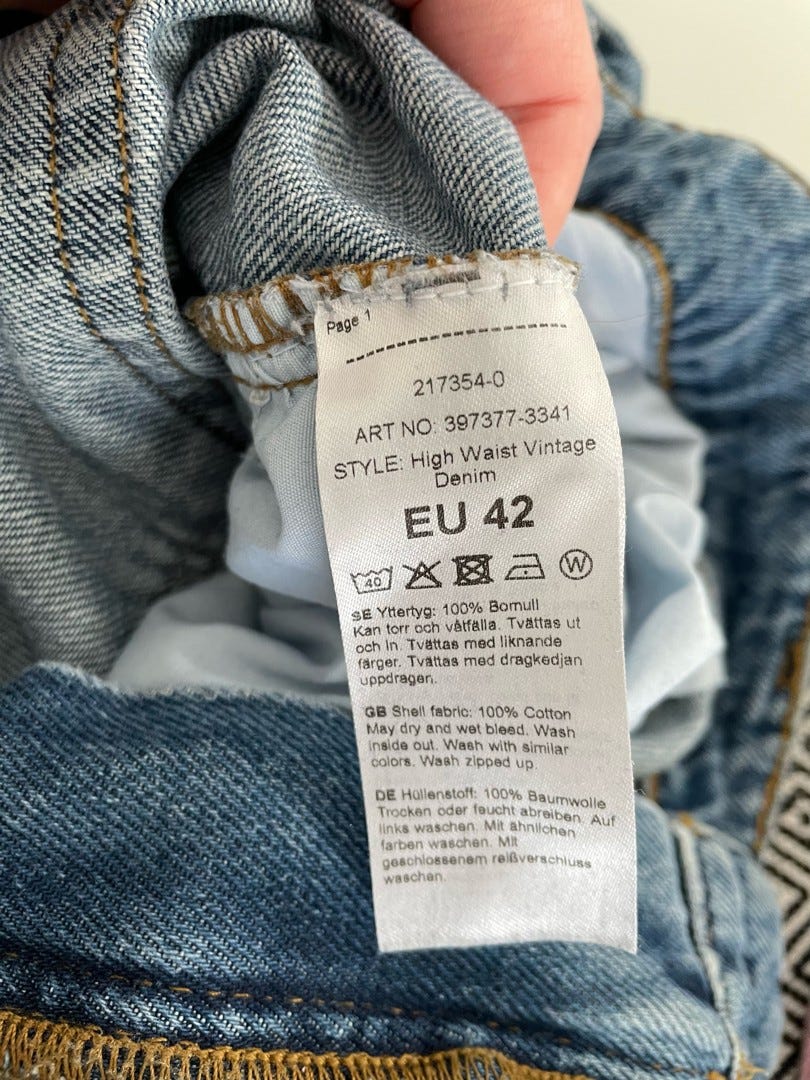 Page 1
217354-0
ART NO: 397377-3341
STYLE: High Waist Vintage
Denim
EU 42
40 W
SE Yttertyg: 100% Bomull
Kan torr och våtfälla. Tvättas ut
och in. Tvättas med liknande
färger. Tvättas med dragkedjan
uppdragen.
GB Shell fabric: 100% Cotton
May dry and wet bleed. Wash
inside out. Wash with similar
colors. Wash zipped up.
DE Hüllenstoff: 100% Baumwolle
Trocken oder feucht abreiben. Auf
links waschen. Mit ähnlichen
farben waschen. Mit
geschlossenem reißverschluss
waschen.